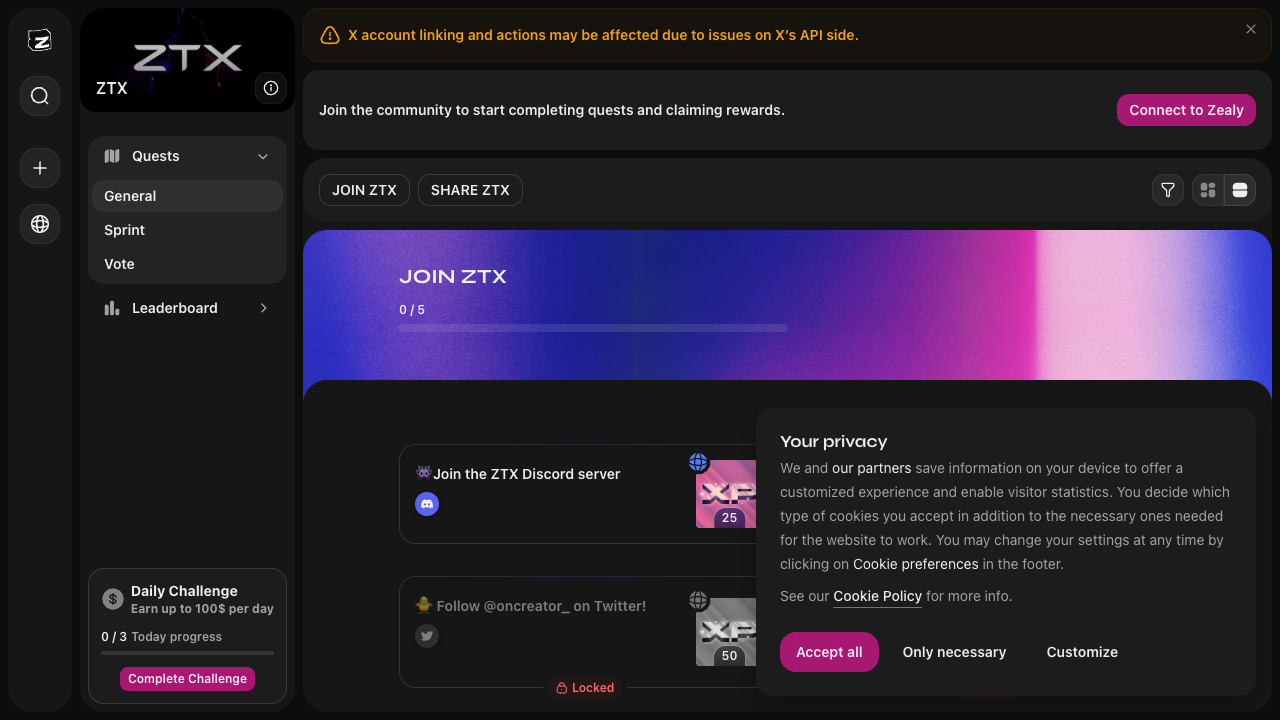 ZTX
ZTX
Quests
General
Sprint
Vote
Leaderboard
Daily Challenge
Earn up to 100$ per day
0 / 3 Today progress
Complete Challenge
X account linking and actions may be affected due to issues on X's API side.
Join the community to start completing quests and claiming rewards.
Connect to Zealy
JOIN ZTX
SHARE ZTX
JOIN ZTX
0 / 5
Join the ZTX Discord server
XP
25
Follow @oncreator_ on Twitter!
XP
50
Locked
Your privacy
We and our partners save information on your device to offer a
customized experience and enable visitor statistics. You decide which
type of cookies you accept in addition to the necessary ones needed
for the website to work. You may change your settings at any time by
clicking on Cookie preferences in the footer.
See our Cookie Policy for more info.
Accept all
Only necessary
Customize